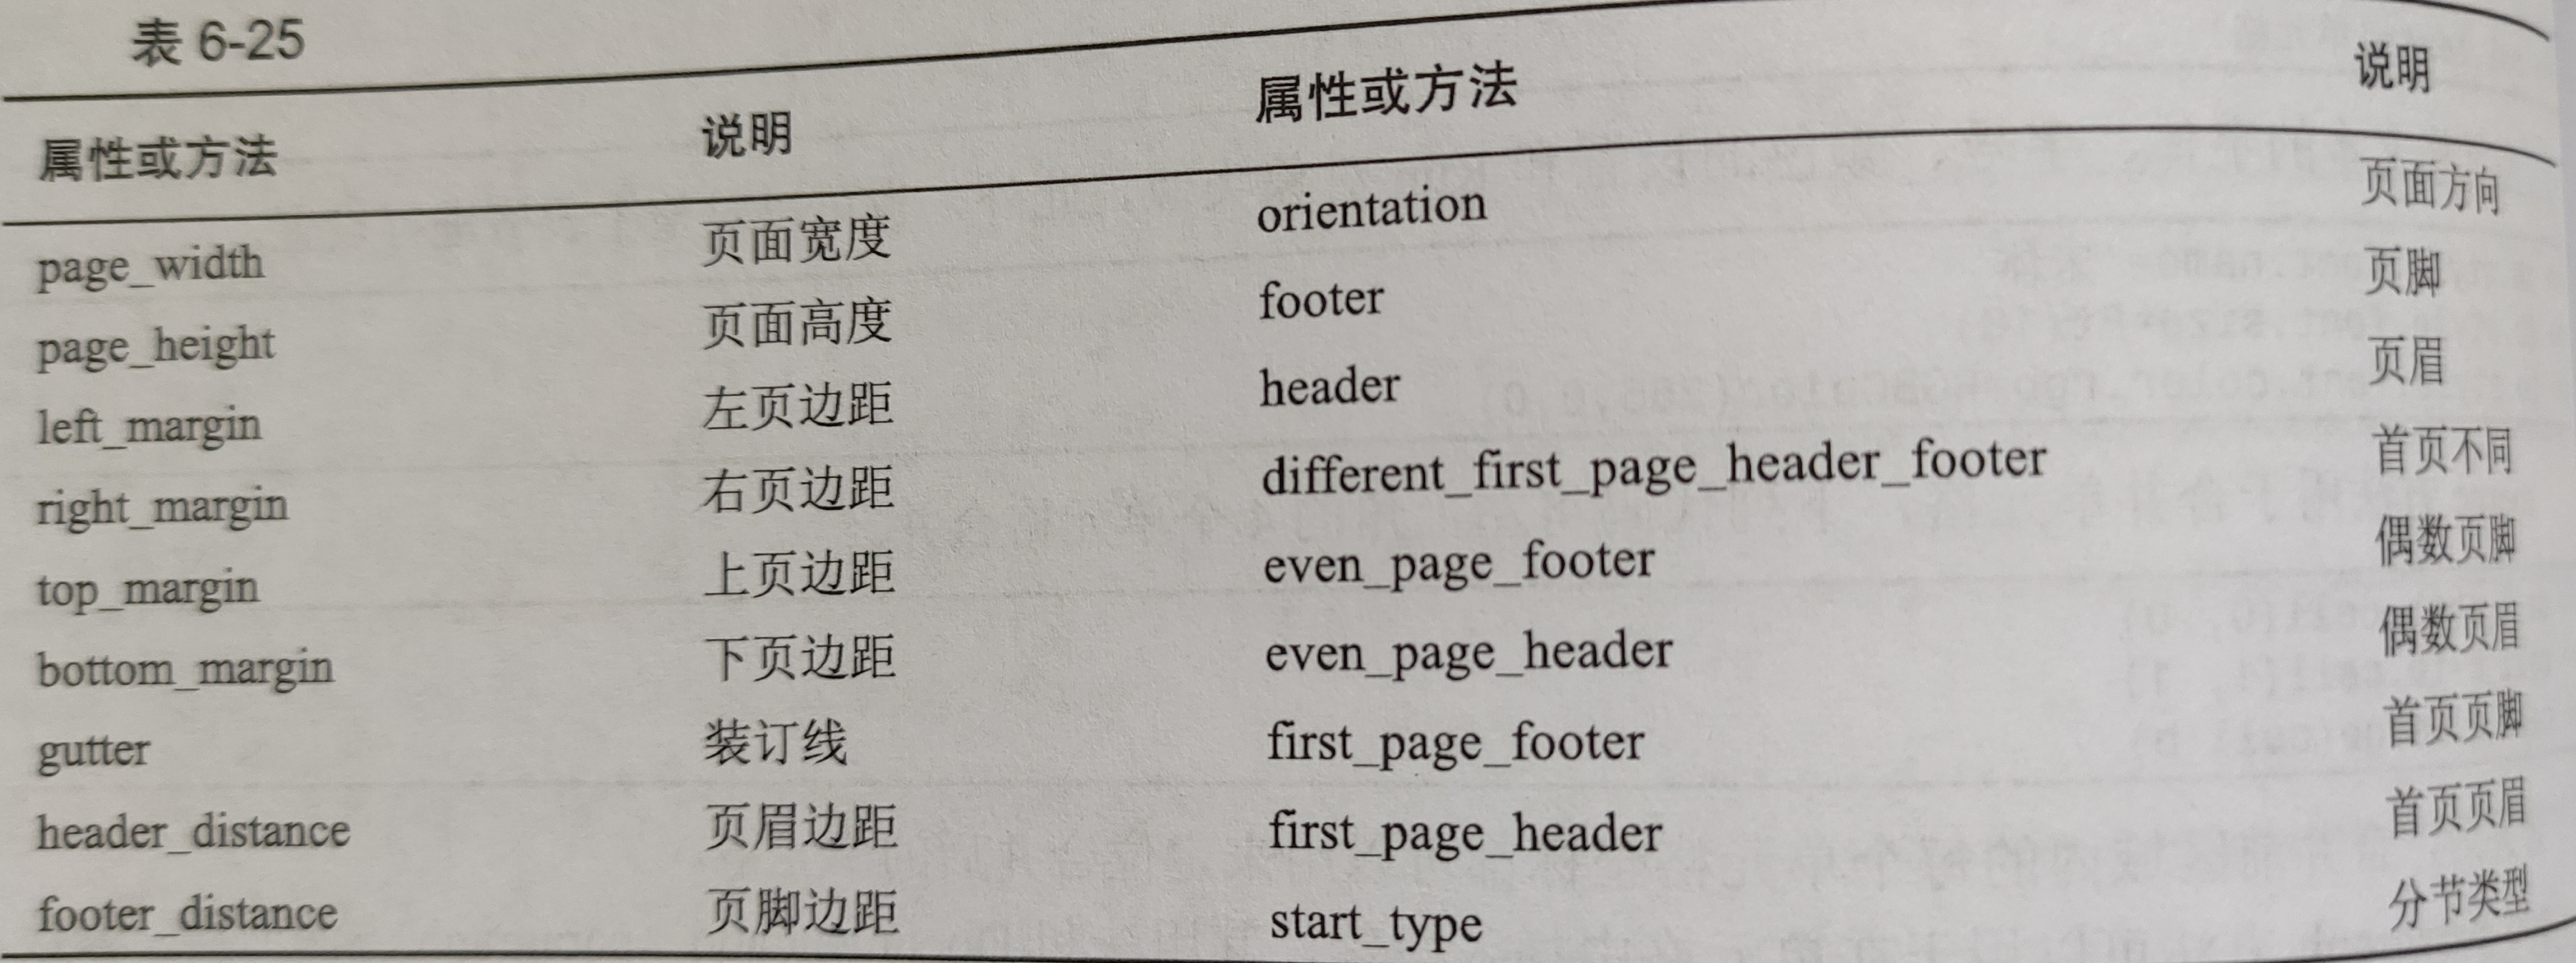 表 6-25
属性或方法 说明 属性或方法 说明
page_width 页面宽度 orientation 页面方向
page_height 页面高度 footer 页脚
left_margin 左页边距 header 页眉
right_margin 右页边距 different_first_page_header_footer 首页不同
top_margin 上页边距 even_page_footer 偶数页脚
bottom_margin 下页边距 even_page_header 偶数页眉
gutter 装订线 first_page_footer 首页页脚
header_distance 页眉边距 first_page_header 首页页眉
footer_distance 页脚边距 start_type 分节类型